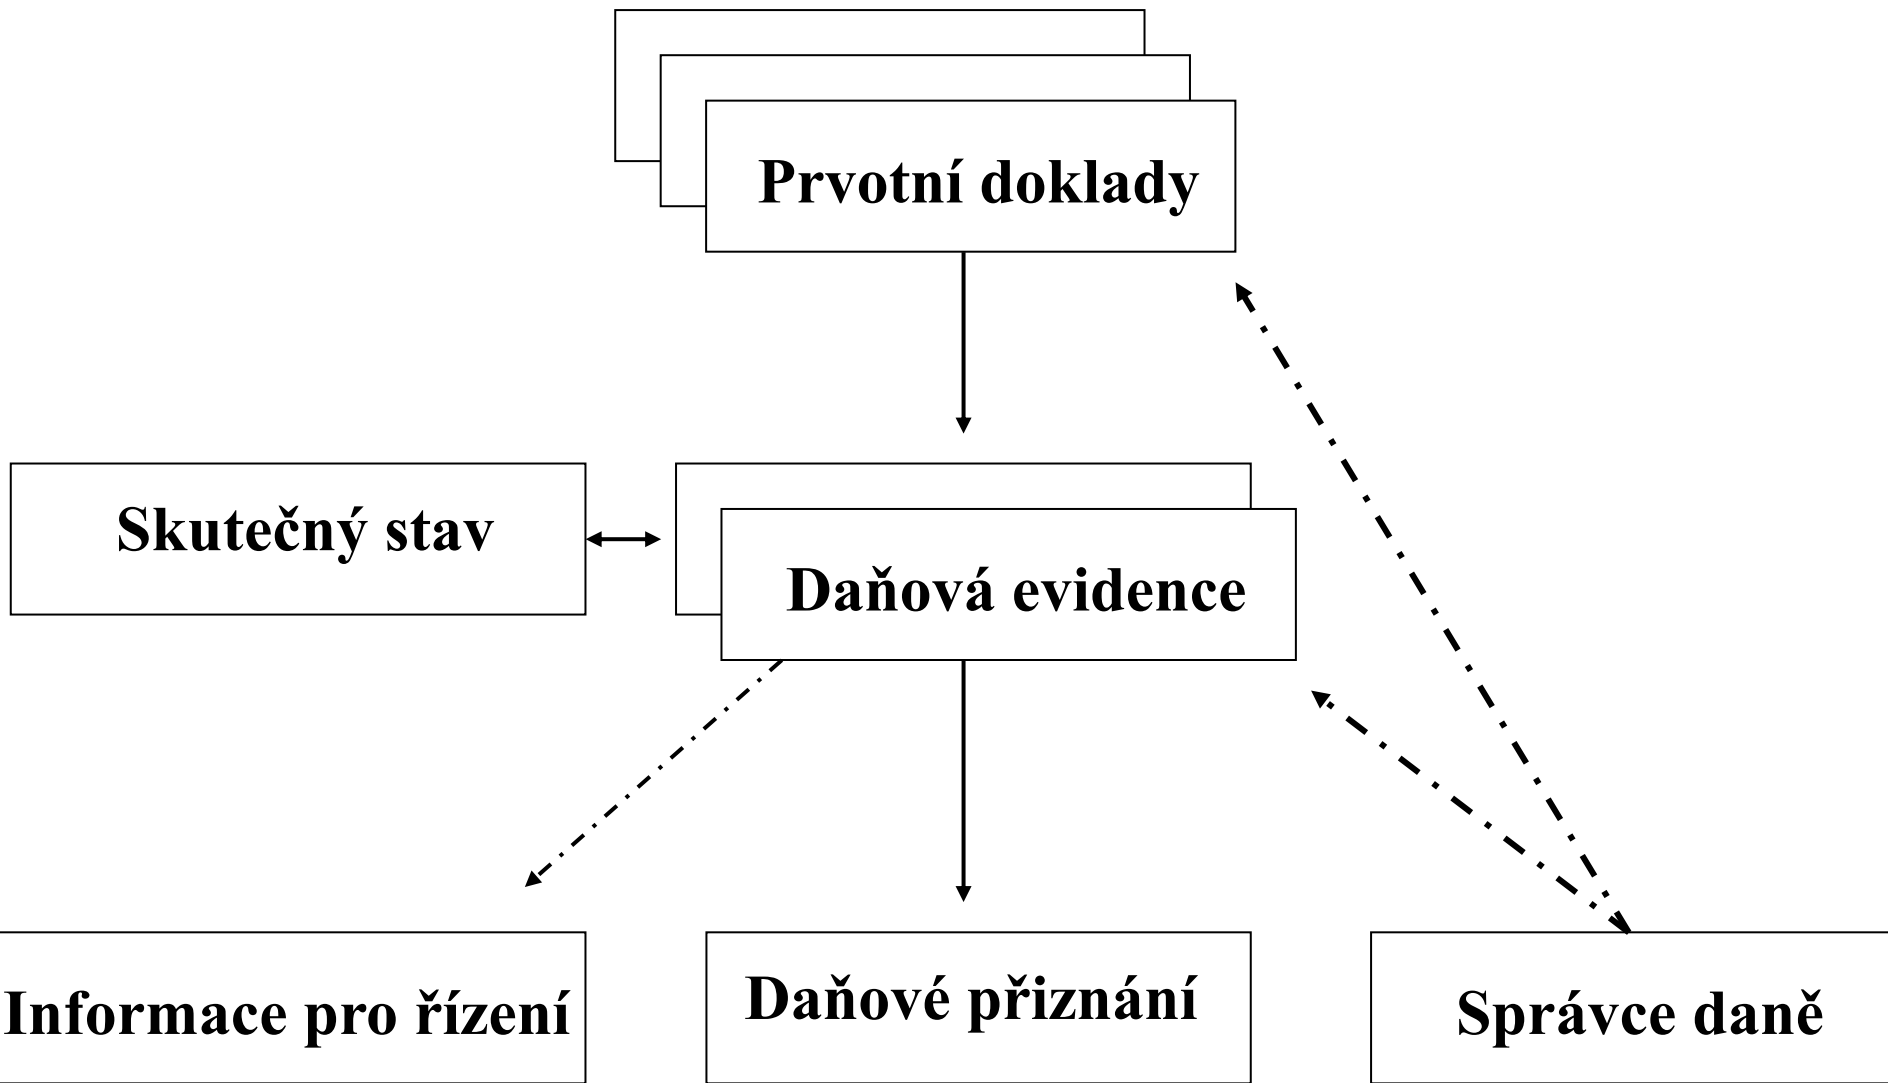 Prvotní doklady
Skutečný stav
Daňová evidence
Informace pro řízení
Daňové přiznání
Správce daně